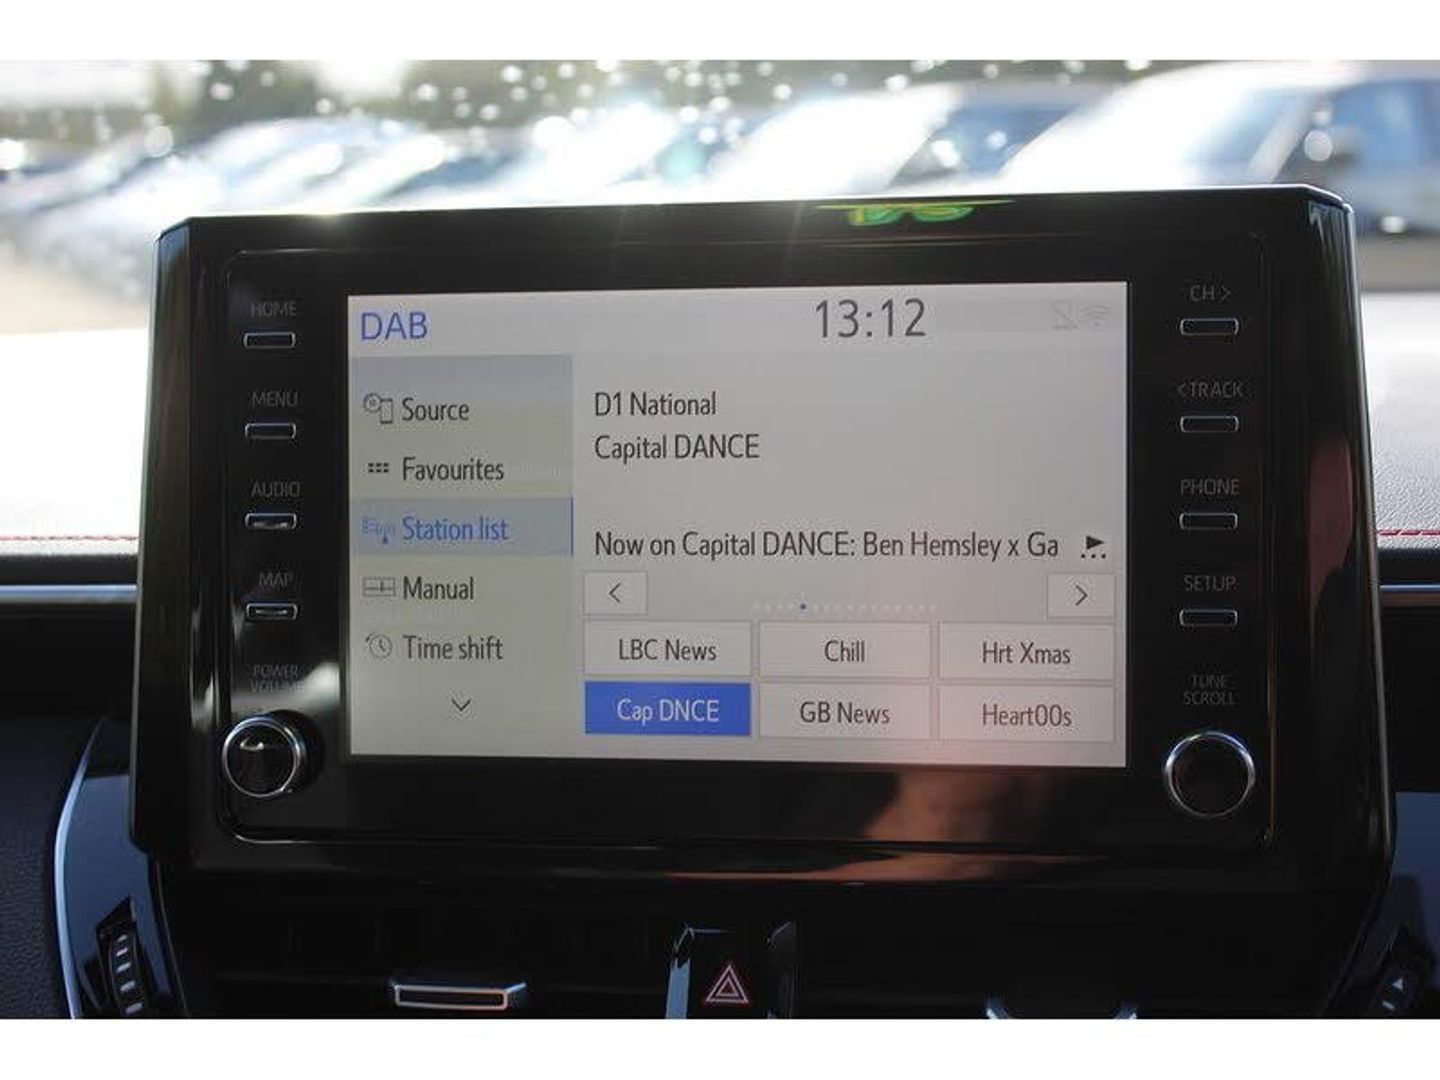 HOME
MENU
AUDIO
MAP
POWER
VOLUME
DAB
13:12
Source
Favourites
Station list
Manual
Time shift
D1 National
Capital DANCE
Now on Capital DANCE: Ben Hemsley x Ga
<
>
LBC News
Chill
Hrt Xmas
Cap DNCE
GB News
Heart00s
CH >
< TRACK
PHONE
SETUP
TUNE
SCROLL